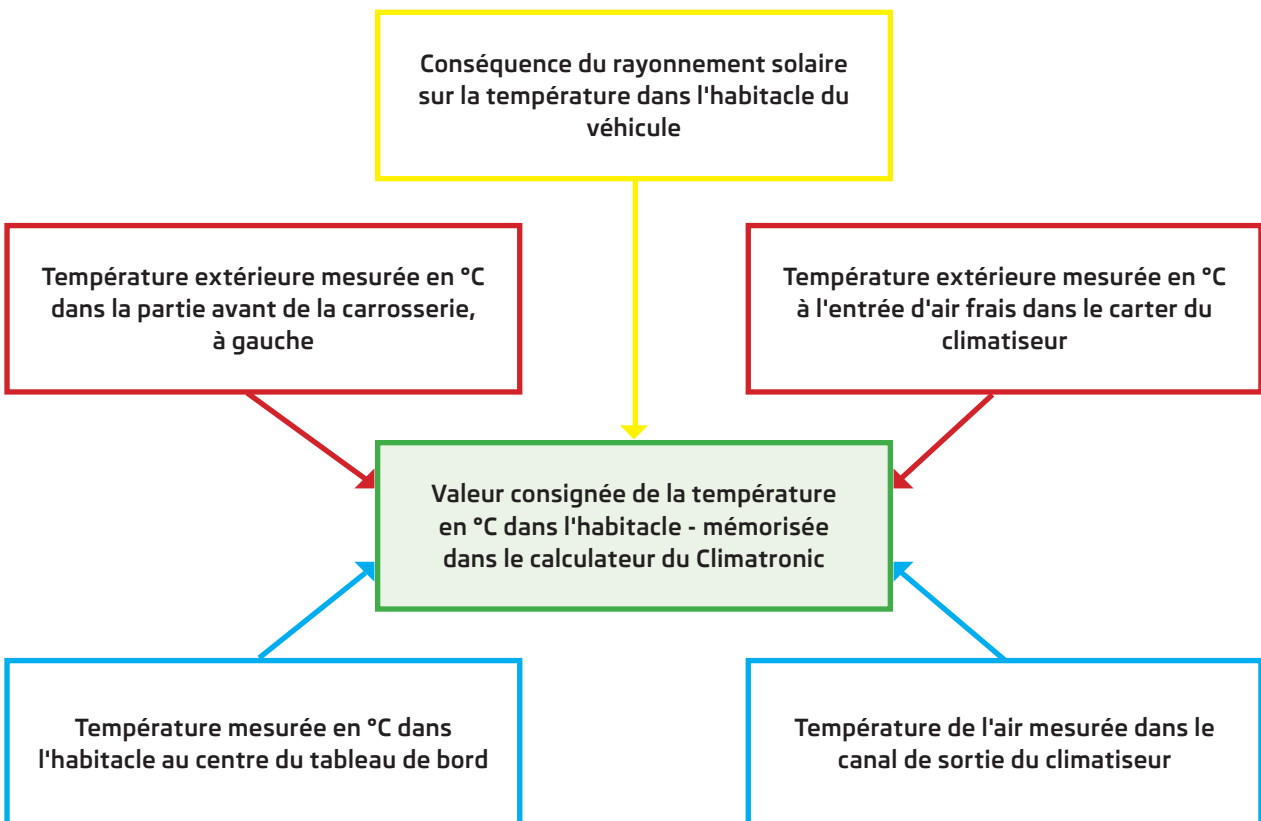 Conséquence du rayonnement solaire
sur la température dans l'habitacle du
véhicule
Température extérieure mesurée en °C
dans la partie avant de la carrosserie,
à gauche
Température extérieure mesurée en °C
à l'entrée d'air frais dans le carter du
climatiseur
Valeur consignée de la température
en °C dans l'habitacle - mémorisée
dans le calculateur du Climatronic
Température mesurée en °C dans
l'habitacle au centre du tableau de bord
Température de l'air mesurée dans le
canal de sortie du climatiseur